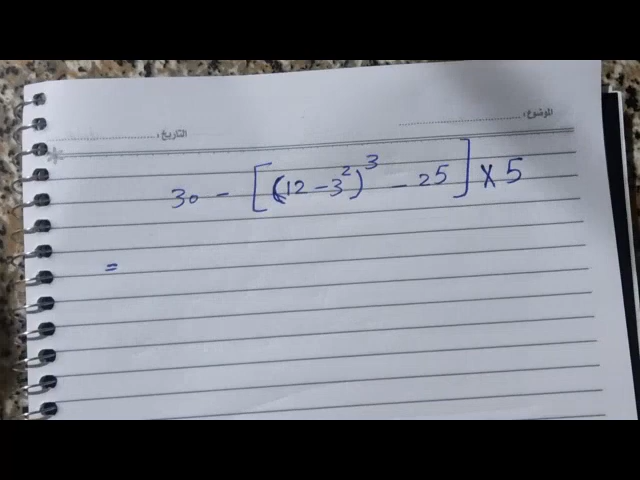 الموضوع: التاريخ:
30 - [(12 - 3²)³ - 25] × 5
=